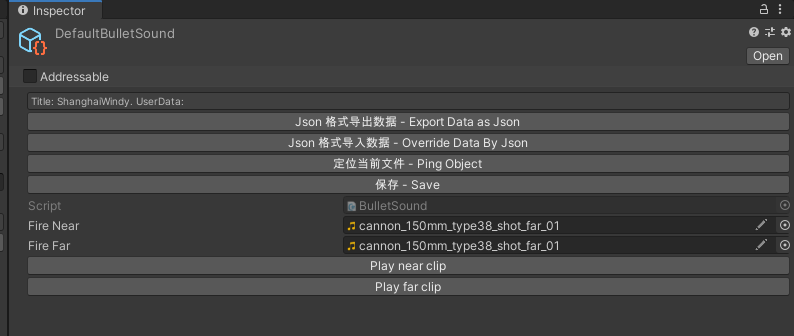 Inspector
DefaultBulletSound
Open
Addressable
Title: ShanghaiWindy. UserData:
Json 格式导出数据 - Export Data as Json
Json 格式导入数据 - Override Data By Json
定位当前文件 - Ping Object
保存 - Save
Script BulletSound
Fire Near cannon_150mm_type38_shot_far_01
Fire Far cannon_150mm_type38_shot_far_01
Play near clip
Play far clip